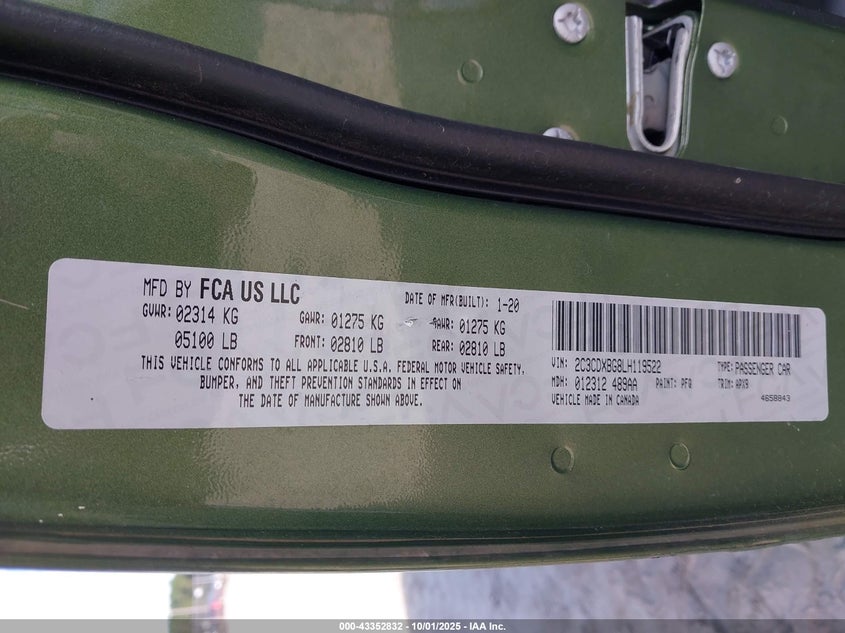 MFD BY FCA US LLC
DATE OF MFR(BUILT): 1-20
GVWR: 02314 KG GAWR: 01275 KG GAWR: 01275 KG
05100 LB FRONT: 02810 LB REAR: 02810 LB
THIS VEHICLE CONFORMS TO ALL APPLICABLE U.S.A. FEDERAL MOTOR VEHICLE SAFETY,
BUMPER, AND THEFT PREVENTION STANDARDS IN EFFECT ON
THE DATE OF MANUFACTURE SHOWN ABOVE.
VIN: 2C3CDXBG8LH119522 TYPE: PASSENGER CAR
MDH: 012312 489AA PAINT: PFQ TRIM: APX9
VEHICLE MADE IN CANADA 4658843
000-43352832 - 10/01/2025 - IAA Inc.